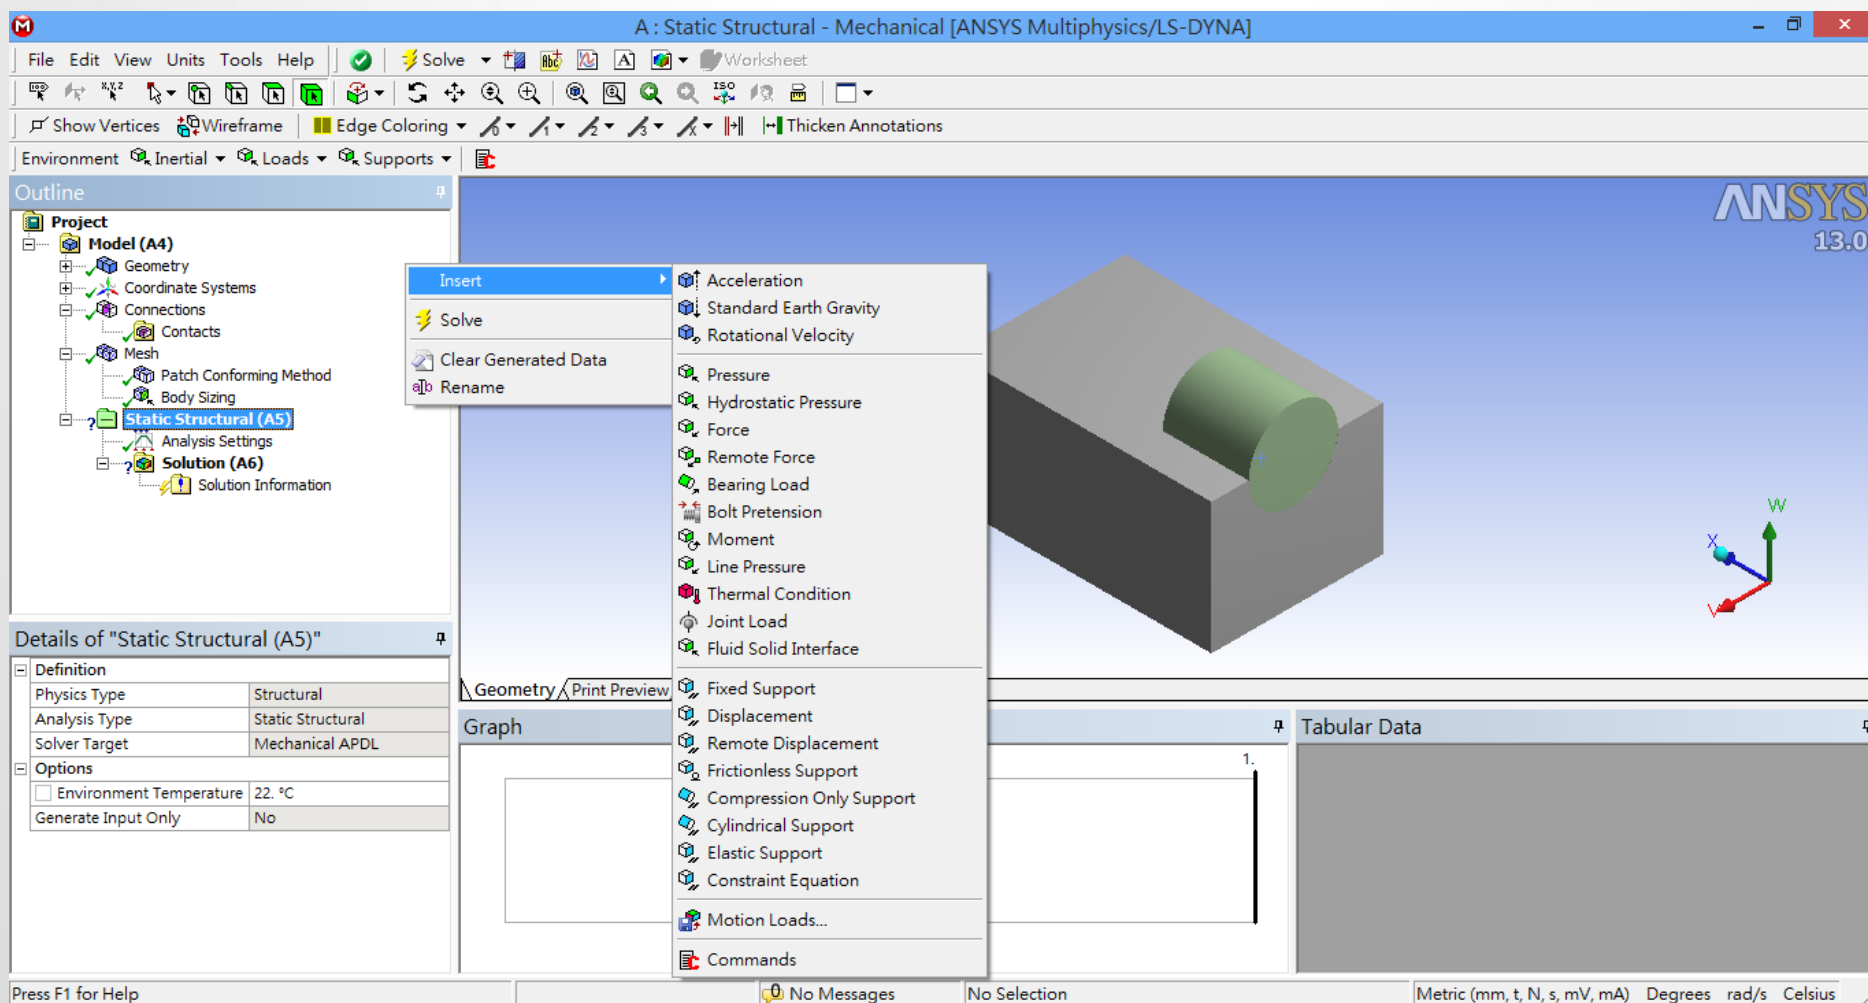 A : Static Structural - Mechanical [ANSYS Multiphysics/LS-DYNA]
File Edit View Units Tools Help Solve Worksheet
Show Vertices Wireframe Edge Coloring Thicken Annotations
Environment Inertial Loads Supports
Outline
Project
Model (A4)
Geometry
Coordinate Systems
Connections
Contacts
Mesh
Patch Conforming Method
Body Sizing
Static Structural (A5)
Analysis Settings
Solution (A6)
Solution Information
Insert
Solve
Clear Generated Data
Rename
Acceleration
Standard Earth Gravity
Rotational Velocity
Pressure
Hydrostatic Pressure
Force
Remote Force
Bearing Load
Bolt Pretension
Moment
Line Pressure
Thermal Condition
Joint Load
Fluid Solid Interface
Fixed Support
Displacement
Remote Displacement
Frictionless Support
Compression Only Support
Cylindrical Support
Elastic Support
Constraint Equation
Motion Loads...
Commands
ANSYS
13.0
W
X
V
Details of "Static Structural (A5)"
Definition
Physics Type Structural
Analysis Type Static Structural
Solver Target Mechanical APDL
Options
Environment Temperature 22. °C
Generate Input Only No
Geometry Print Preview
Graph
1.
Tabular Data
Press F1 for Help
0 No Messages
No Selection
Metric (mm, t, N, s, mV, mA) Degrees rad/s Celsius